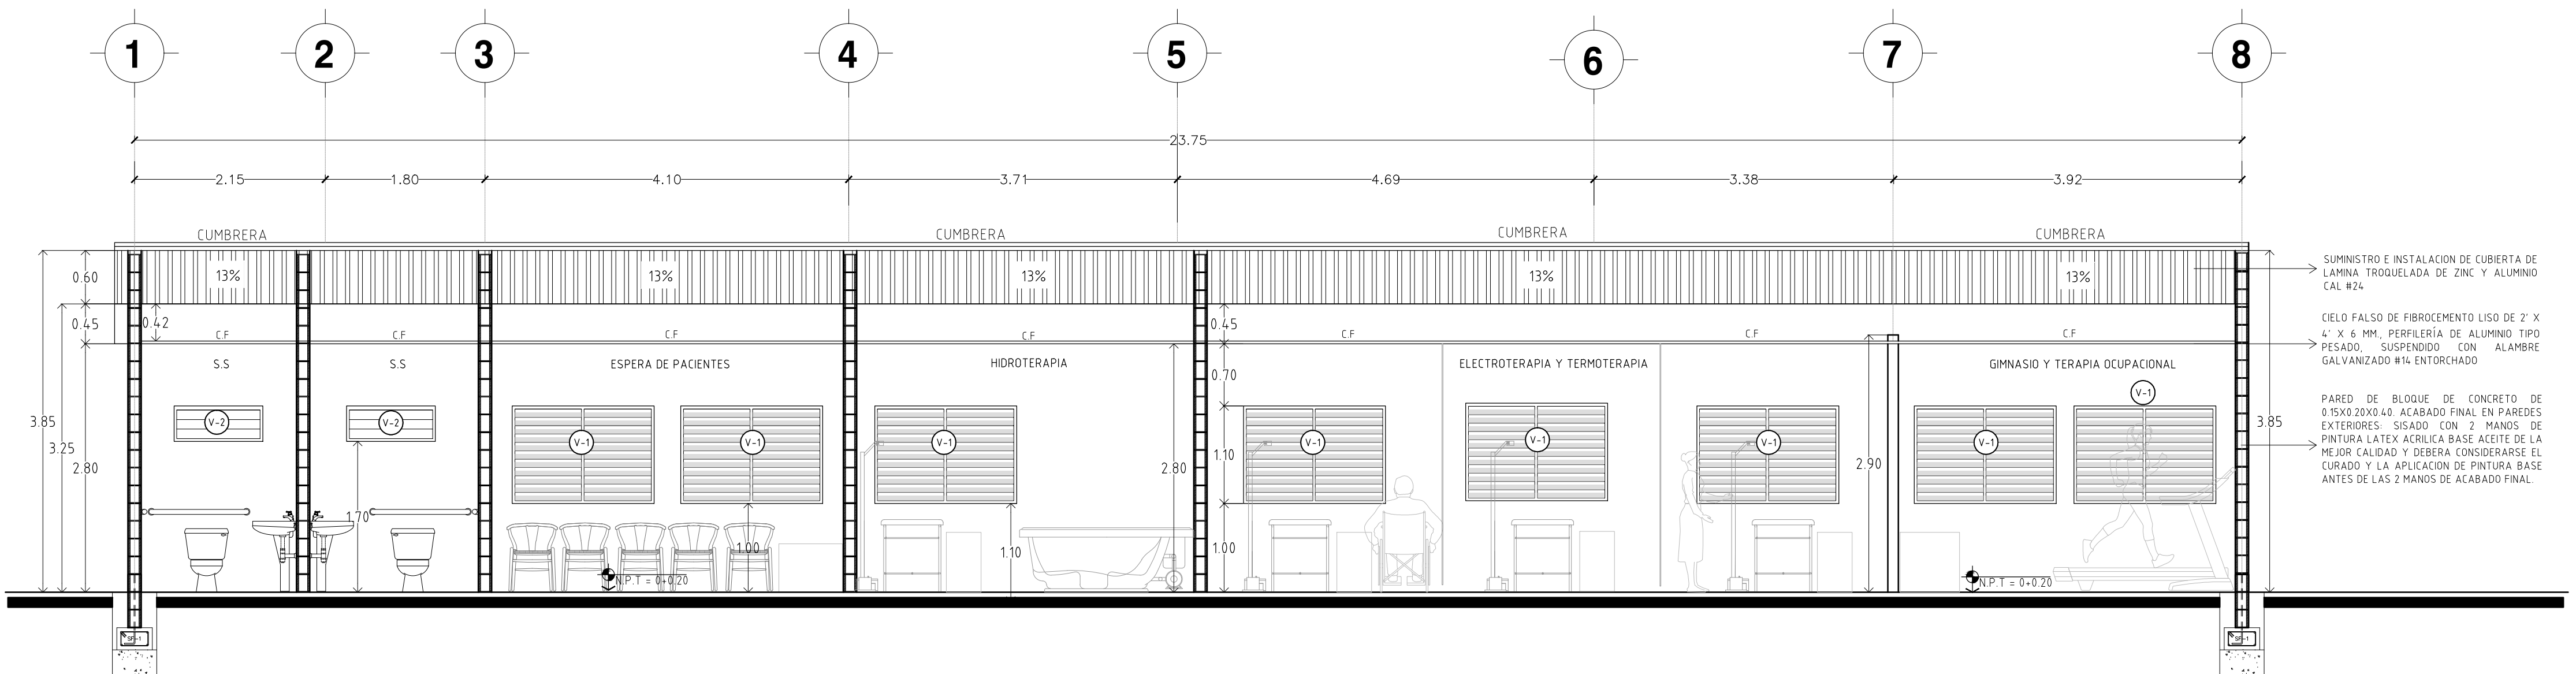 1 2 3 4 5 6 7 8
23.75
2.15 1.80 4.10 3.71 4.69 3.38 3.92
CUMBRERA CUMBRERA CUMBRERA CUMBRERA
13% 13% 13% 13% 13%
0.60
0.45 0.42 0.45
3.85
3.25
2.80
C.F C.F C.F C.F C.F C.F C.F
S.S S.S ESPERA DE PACIENTES HIDROTERAPIA ELECTROTERAPIA Y TERMOTERAPIA GIMNASIO Y TERAPIA OCUPACIONAL
0.70
V-2 V-2 V-1 V-1 V-1 V-1 V-1 V-1 V-1 V-1
1.10
2.80 2.90 3.85
1.70 1.00 1.10 1.00
N.P.T = 0+0.20 N.P.T = 0+0.20
SF-1 SF-1
SUMINISTRO E INSTALACION DE CUBIERTA DE
LAMINA TROQUELADA DE ZINC Y ALUMINIO
CAL #24
CIELO FALSO DE FIBROCEMENTO LISO DE 2' X
4' X 6 MM., PERFILERÍA DE ALUMINIO TIPO
PESADO, SUSPENDIDO CON ALAMBRE
GALVANIZADO #14 ENTORCHADO
PARED DE BLOQUE DE CONCRETO DE
0.15X0.20X0.40. ACABADO FINAL EN PAREDES
EXTERIORES: SISADO CON 2 MANOS DE
PINTURA LATEX ACRILICA BASE ACEITE DE LA
MEJOR CALIDAD Y DEBERA CONSIDERARSE EL
CURADO Y LA APLICACION DE PINTURA BASE
ANTES DE LAS 2 MANOS DE ACABADO FINAL.